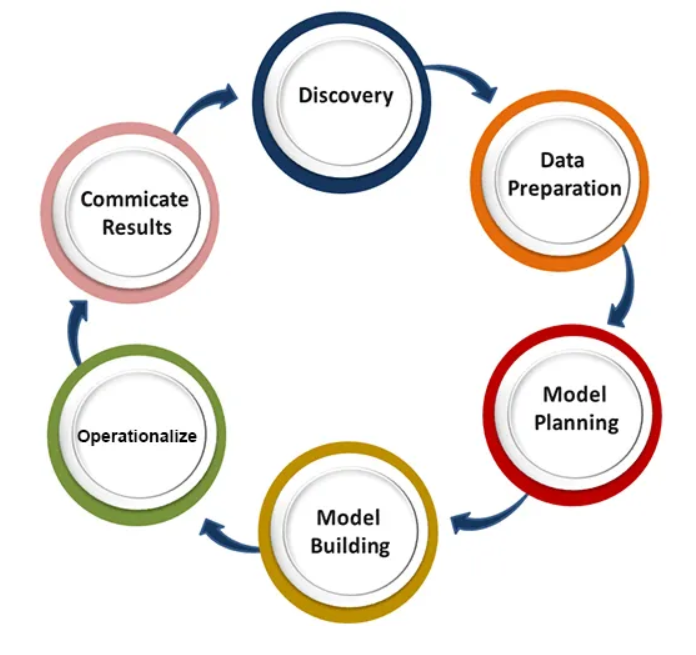 Discovery
Data
Preparation
Model
Planning
Model
Building
Operationalize
Commicate
Results